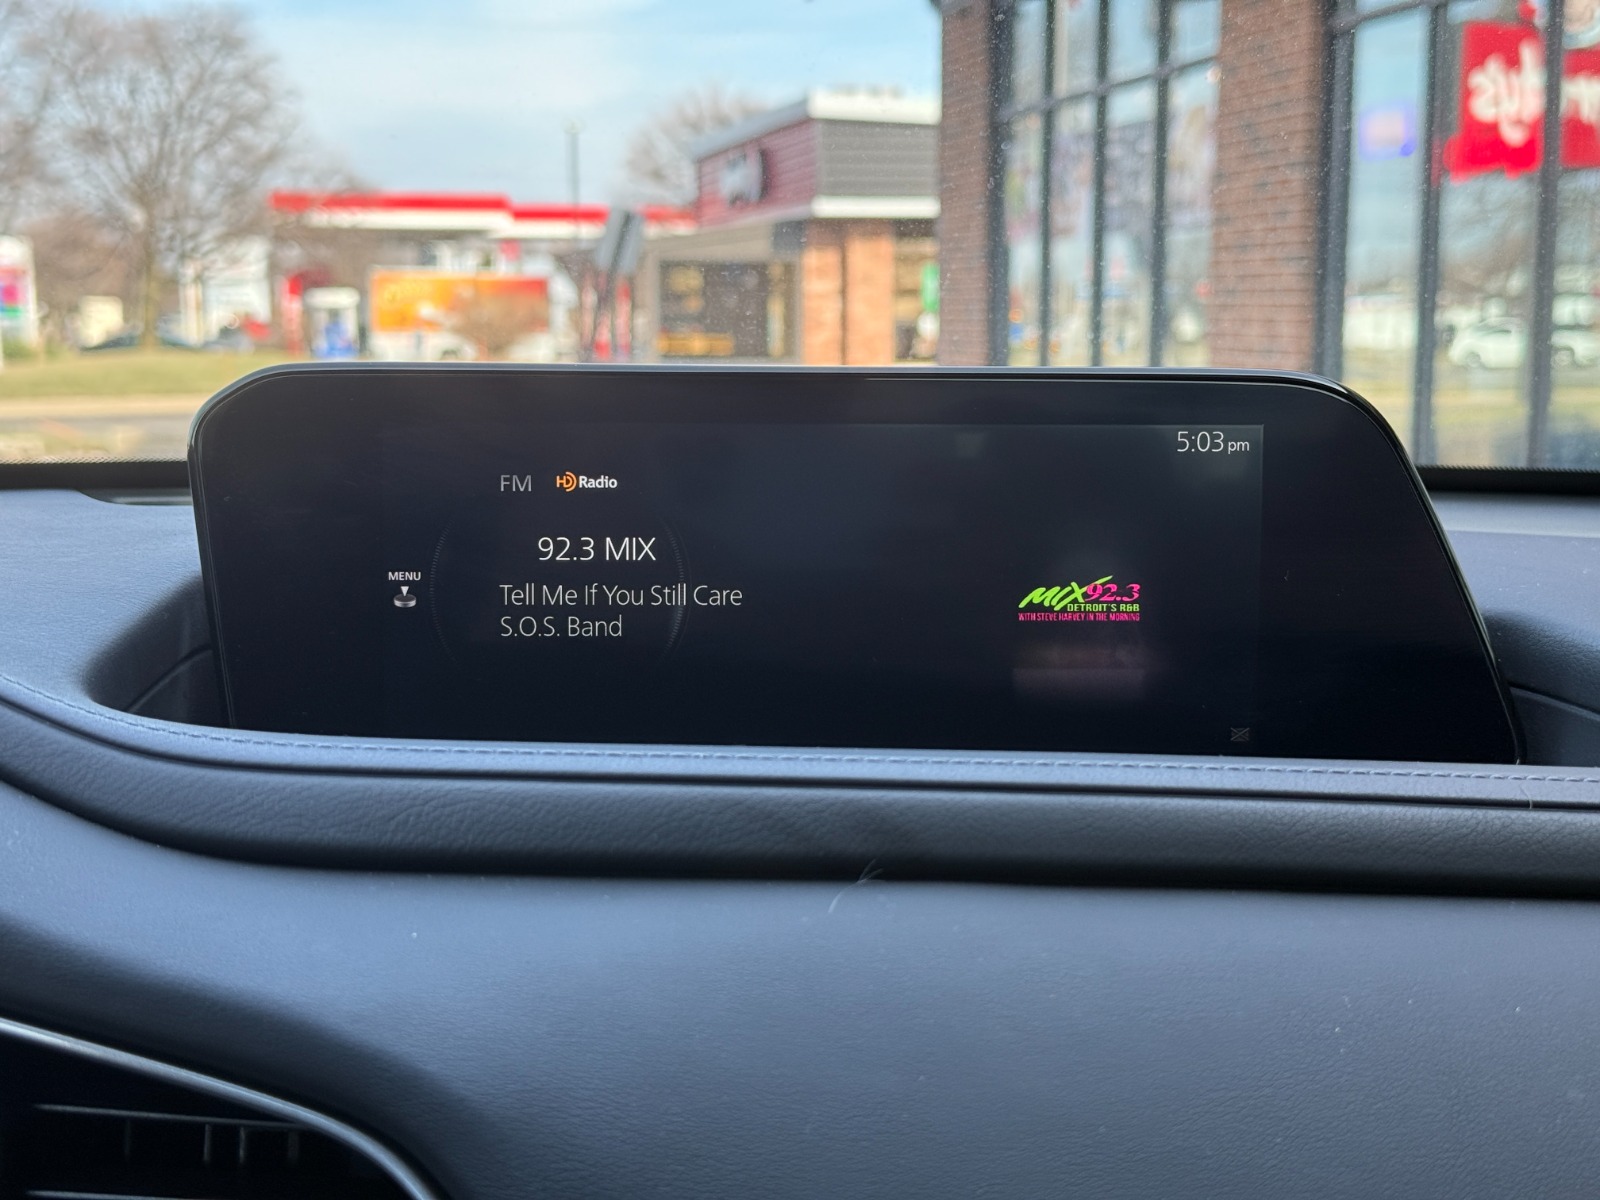 5:03 pm
FM HD Radio
92.3 MIX
MENU
Tell Me If You Still Care
S.O.S. Band
MIX 92.3
DETROIT'S R&B
WITH STEVE HARVEY IN THE MORNING